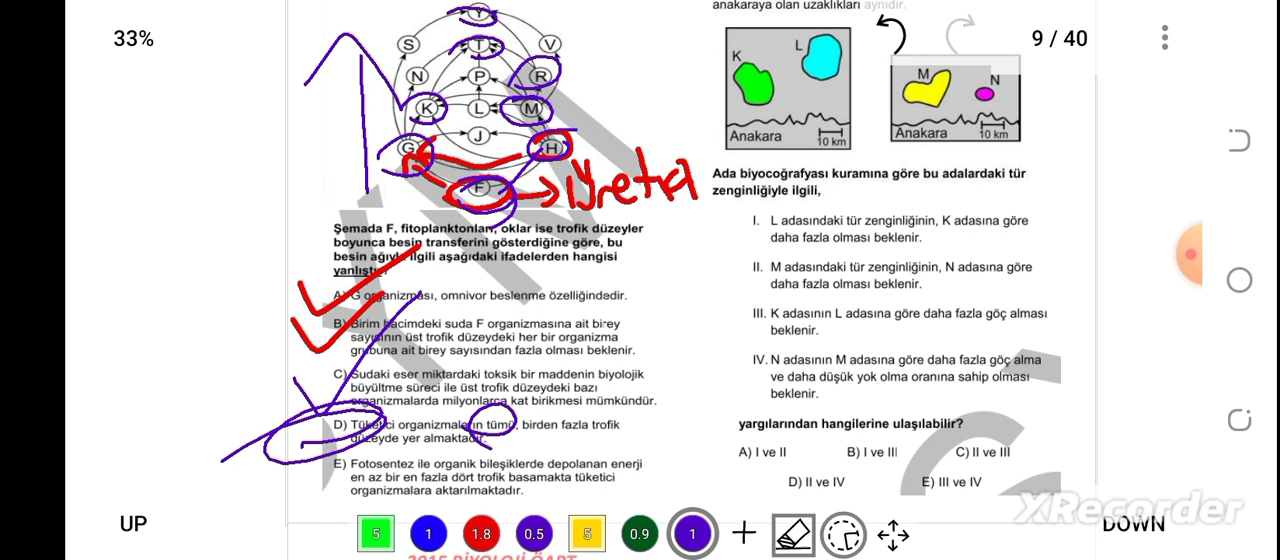 33%
Y
S
T
V
N
P
R
K
L
M
J
G
H
F
üretici
Şemada F, fitoplanktonları, oklar ise trofik düzeyler
boyunca besin transferini gösterdiğine göre, bu
besin ağıyla ilgili aşağıdaki ifadelerden hangisi
yanlıştır?
A) G organizması, omnivor beslenme özelliğindedir.
B) Birim hacimdeki suda F organizmasına ait birey
sayısının üst trofik düzeydeki her bir organizma
grubuna ait birey sayısından fazla olması beklenir.
C) Sudaki eser miktardaki toksik bir maddenin biyolojik
büyültme süreci ile üst trofik düzeydeki bazı
organizmalarda milyonlarca kat birikmesi mümkündür.
D) Tüketici organizmaların tümü, birden fazla trofik
düzeyde yer almaktadır.
E) Fotosentez ile organik bileşiklerde depolanan enerji
en az bir en fazla dört trofik basamakta tüketici
organizmalara aktarılmaktadır.
anakaraya olan uzaklıkları aynıdır.
9 / 40
K
L
Anakara
10 km
M
N
Anakara
10 km
Ada biyocoğrafyası kuramına göre bu adalardaki tür
zenginliğiyle ilgili,
I. L adasındaki tür zenginliğinin, K adasına göre
daha fazla olması beklenir.
II. M adasındaki tür zenginliğinin, N adasına göre
daha fazla olması beklenir.
III. K adasının L adasına göre daha fazla göç alması
beklenir.
IV. N adasının M adasına göre daha fazla göç alma
ve daha düşük yok olma oranına sahip olması
beklenir.
yargılarından hangilerine ulaşılabilir?
A) I ve II B) I ve III C) II ve III
D) II ve IV E) III ve IV
XRecorder
UP
5
1
1.8
0.5
5
0.9
1
DOWN
2015 BİYOLOJİ ÖABT